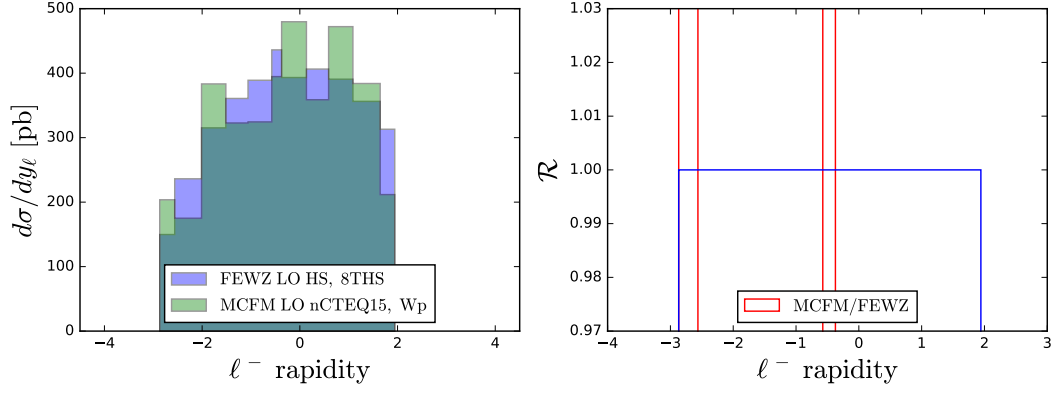 500
400
300
200
100
0
dσ/dy_ℓ [pb]
FEWZ LO HS, 8THS
MCFM LO nCTEQ15, Wp
−4 −2 0 2 4
ℓ⁻ rapidity
1.03
1.02
1.01
1.00
0.99
0.98
0.97
R
MCFM/FEWZ
−4 −3 −2 −1 0 1 2 3
ℓ⁻ rapidity